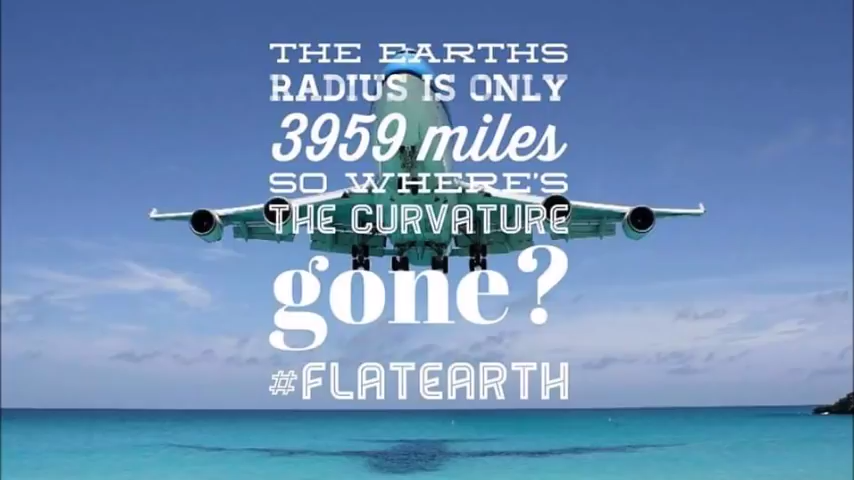 THE EARTHS
RADIUS IS ONLY
3959 miles
SO WHERE'S
THE CURVATURE
gone?
#FLATEARTH